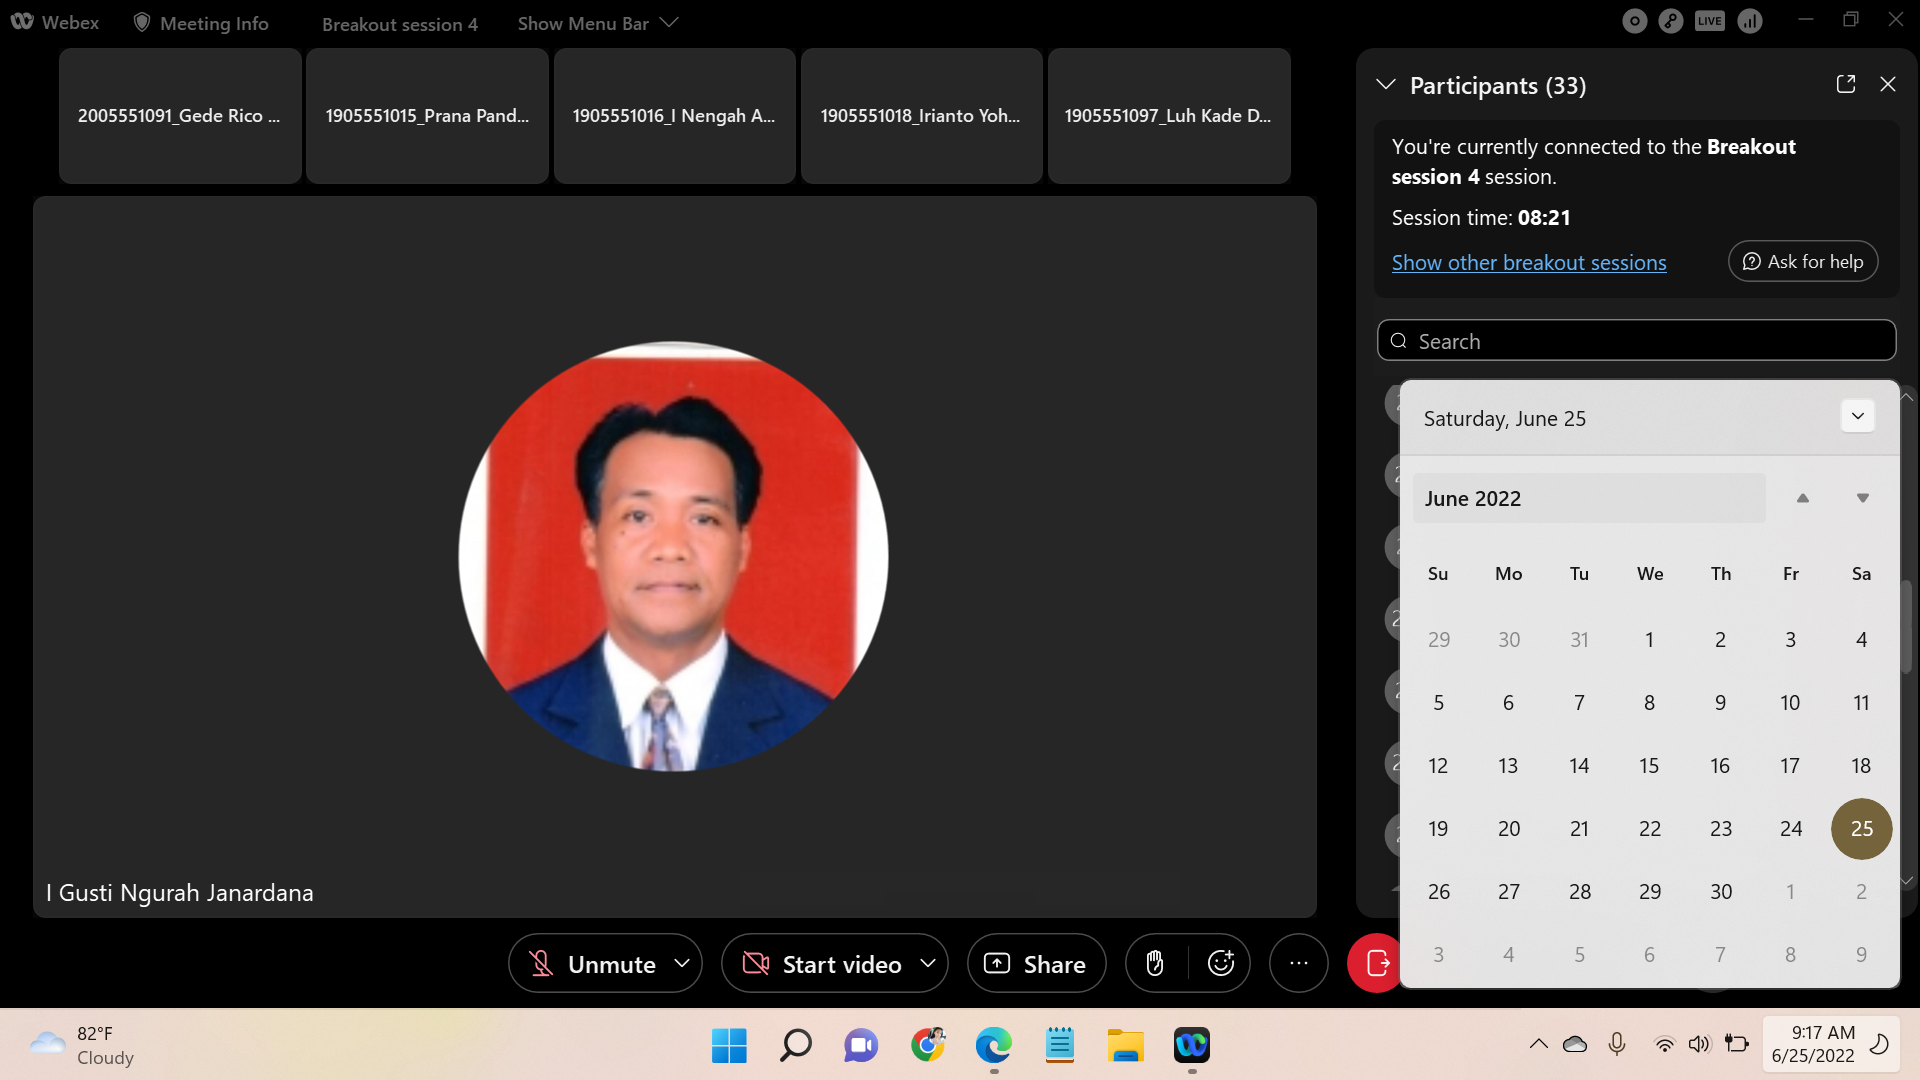 Webex
Meeting Info
Breakout session 4
Show Menu Bar
LIVE
2005551091_Gede Rico ...
1905551015_Prana Pand...
1905551016_I Nengah A...
1905551018_Irianto Yoh...
1905551097_Luh Kade D...
I Gusti Ngurah Janardana
Participants (33)
You're currently connected to the Breakout
session 4 session.
Session time: 08:21
Show other breakout sessions
Ask for help
Search
Saturday, June 25
June 2022
Su Mo Tu We Th Fr Sa
29 30 31 1 2 3 4
5 6 7 8 9 10 11
12 13 14 15 16 17 18
19 20 21 22 23 24 25
26 27 28 29 30 1 2
3 4 5 6 7 8 9
Unmute
Start video
Share
82°F
Cloudy
9:17 AM
6/25/2022